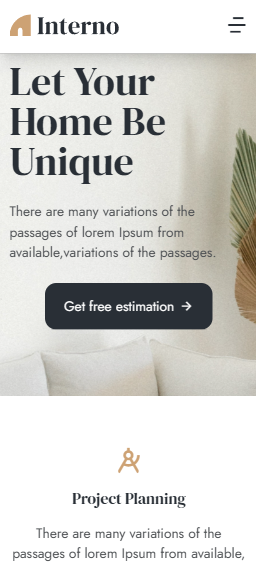 Interno
Let Your
Home Be
Unique
There are many variations of the
passages of lorem Ipsum from
available,variations of the passages.
Get free estimation →
Project Planning
There are many variations of the
passages of lorem Ipsum from available,